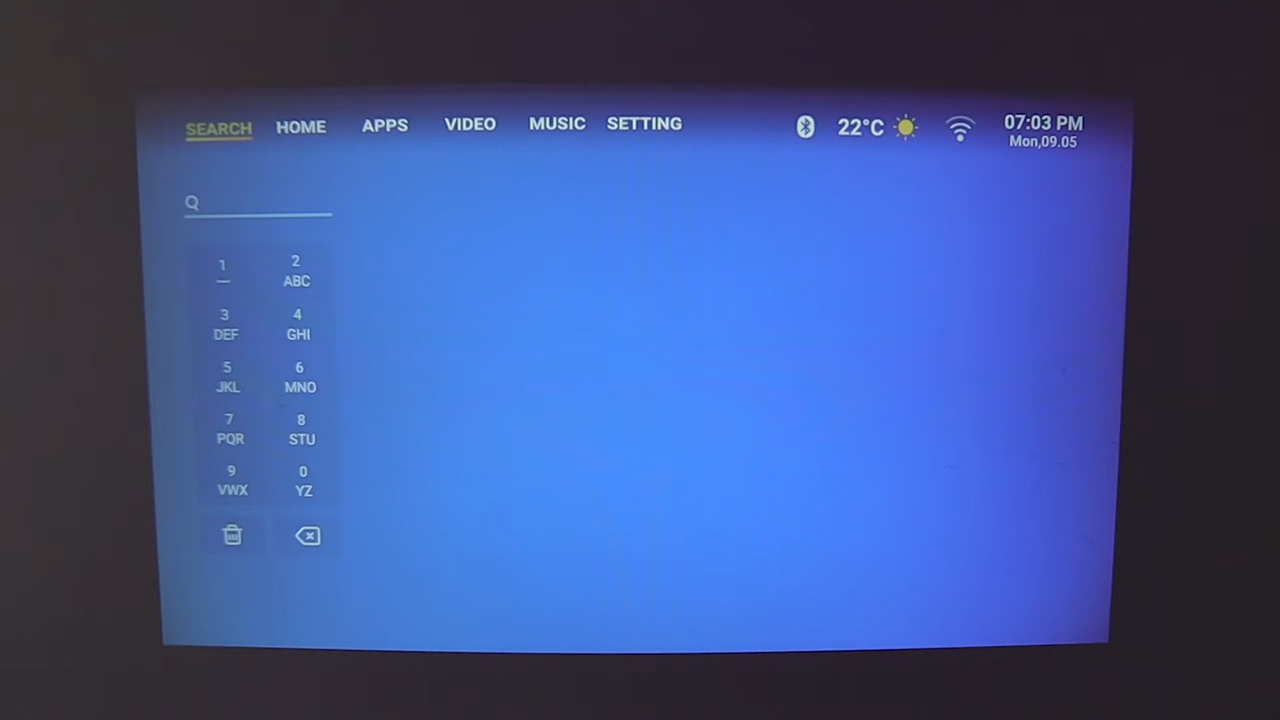 SEARCH HOME APPS VIDEO MUSIC SETTING 22°C 07:03 PM
Mon,09.05
1 2
— ABC
3 4
DEF GHI
5 6
JKL MNO
7 8
PQR STU
9 0
VWX YZ